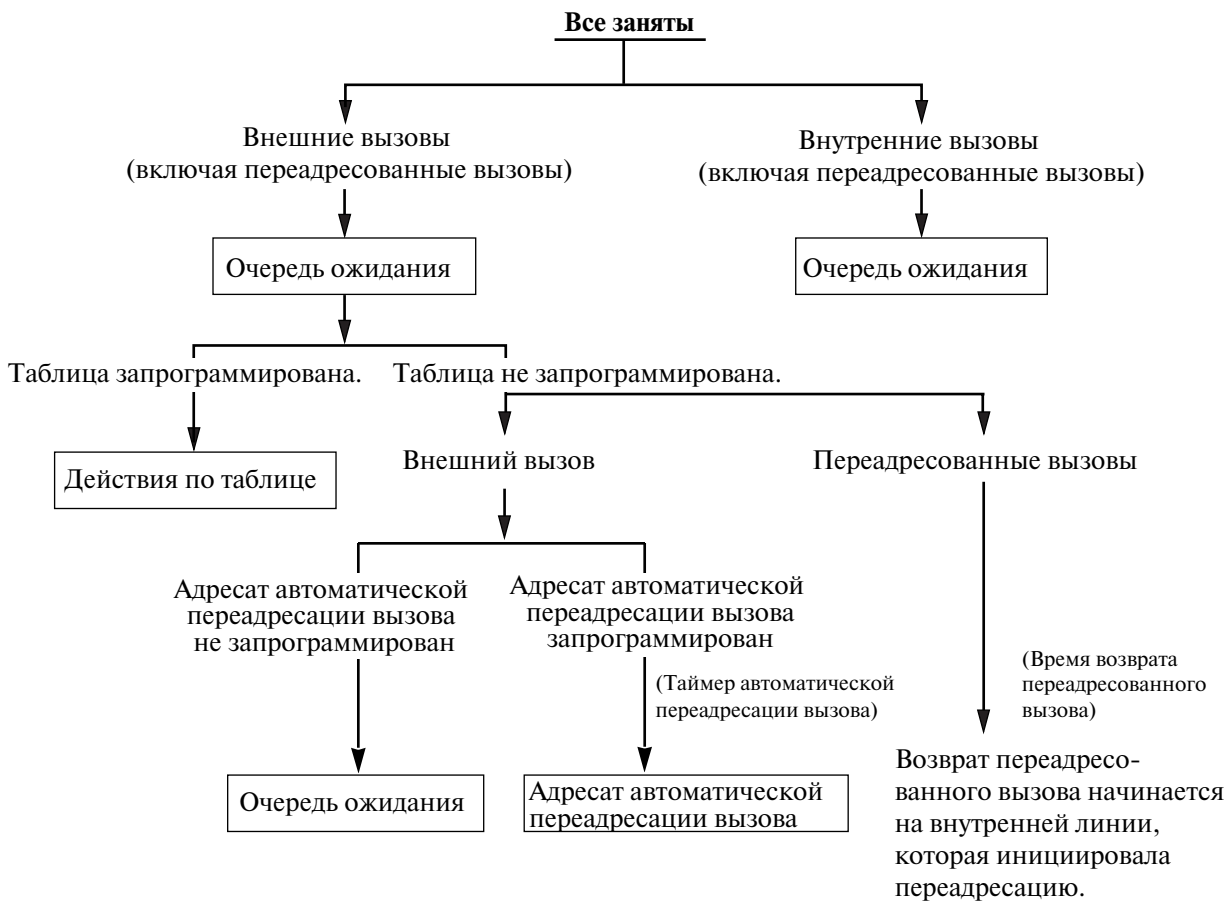 Все заняты
Внешние вызовы
(включая переадресованные вызовы)
Внутренние вызовы
(включая переадресованные вызовы)
Очередь ожидания
Очередь ожидания
Таблица запрограммирована.
Таблица не запрограммирована.
Действия по таблице
Внешний вызов
Переадресованные вызовы
Адресат автоматической
переадресации вызова
не запрограммирован
Адресат автоматической
переадресации вызова
запрограммирован
(Таймер автоматической
переадресации вызова)
(Время возврата
переадресованного
вызова)
Очередь ожидания
Адресат автоматической
переадресации вызова
Возврат переадресо-
ванного вызова начинается
на внутренней линии,
которая инициировала
переадресацию.